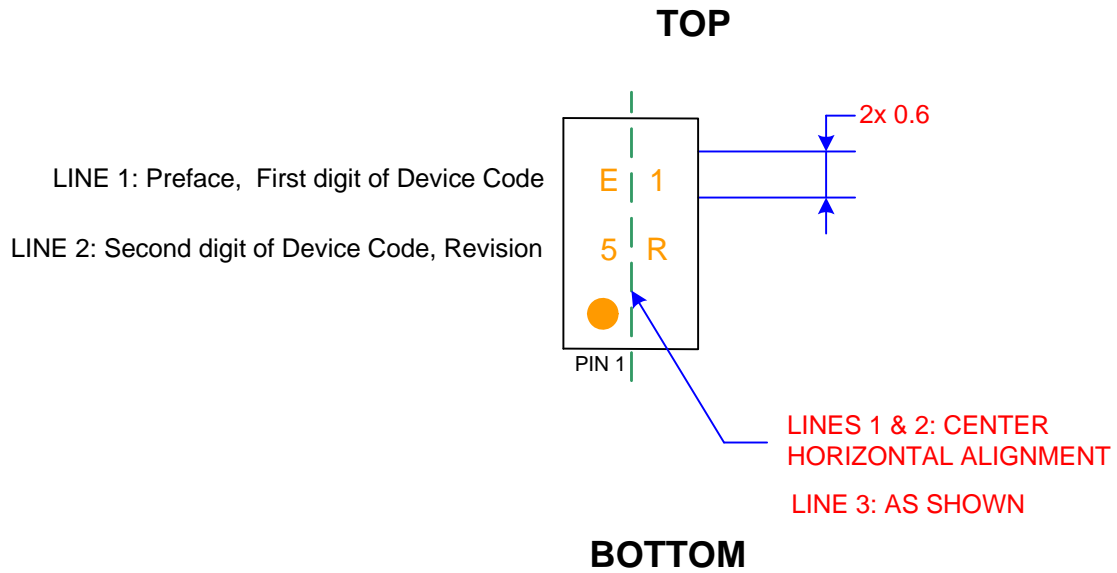 TOP
2x 0.6
LINE 1: Preface, First digit of Device Code
E 1
LINE 2: Second digit of Device Code, Revision
5 R
PIN 1
LINES 1 & 2: CENTER
HORIZONTAL ALIGNMENT
LINE 3: AS SHOWN
BOTTOM